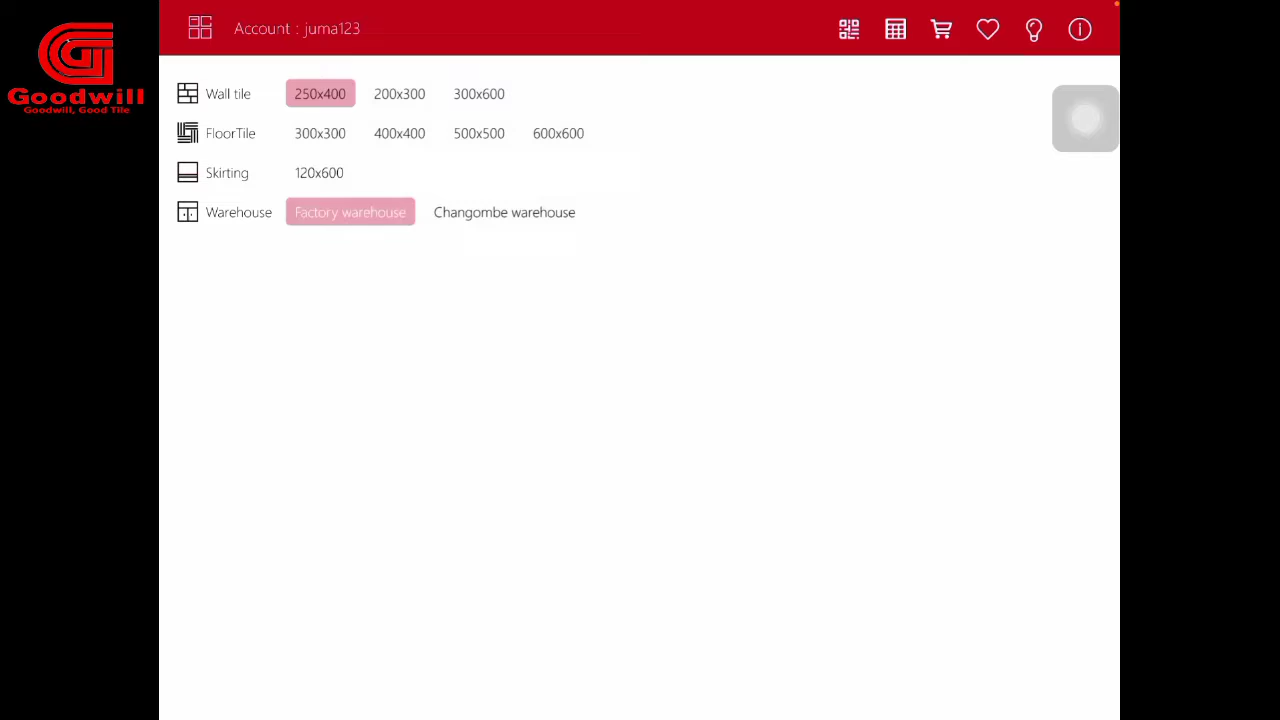 Goodwill
Goodwill, Good Tile
Account : juma123
Wall tile 250x400 200x300 300x600
FloorTile 300x300 400x400 500x500 600x600
Skirting 120x600
Warehouse Factory warehouse Changombe warehouse